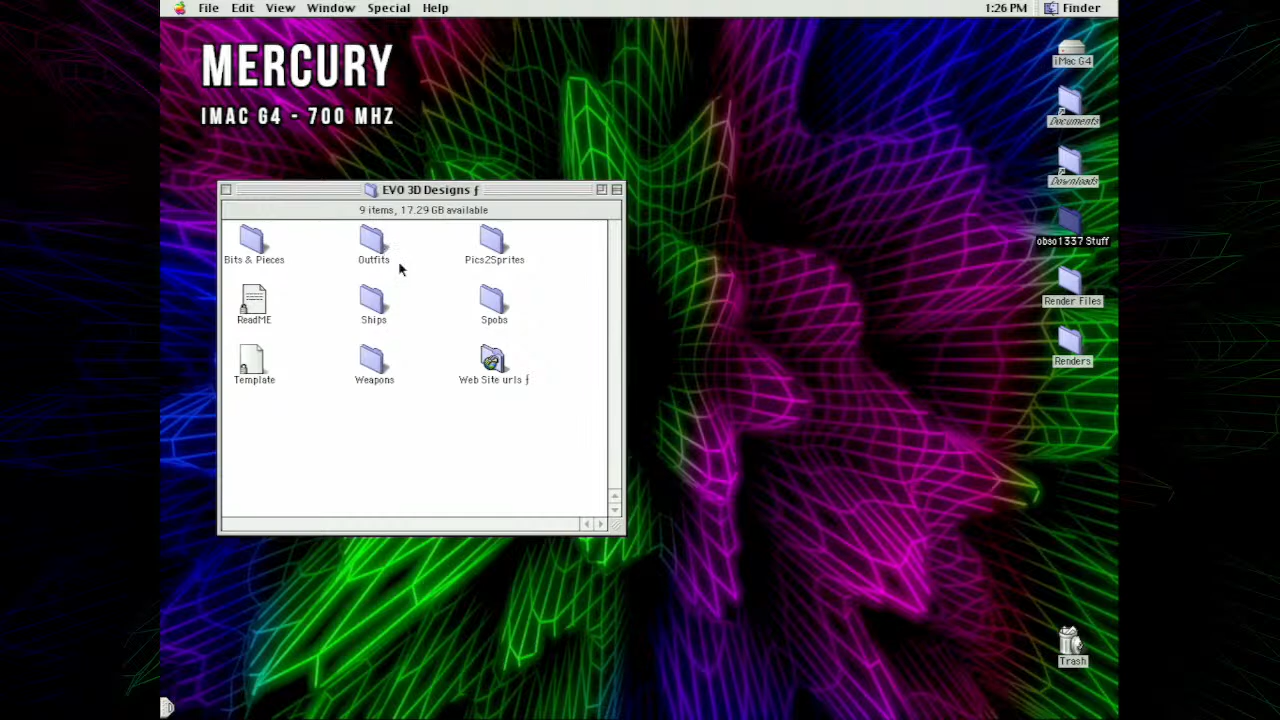 File Edit View Window Special Help
1:26 PM Finder
MERCURY
IMAC G4 - 700 MHZ
EVO 3D Designs ƒ
9 items, 17.29 GB available
Bits & Pieces
Outfits
Pics2Sprites
ReadME
Ships
Spobs
Template
Weapons
Web Site urls ƒ
iMac G4
Documents
Downloads
obso1337 Stuff
Render Files
Renders
Trash